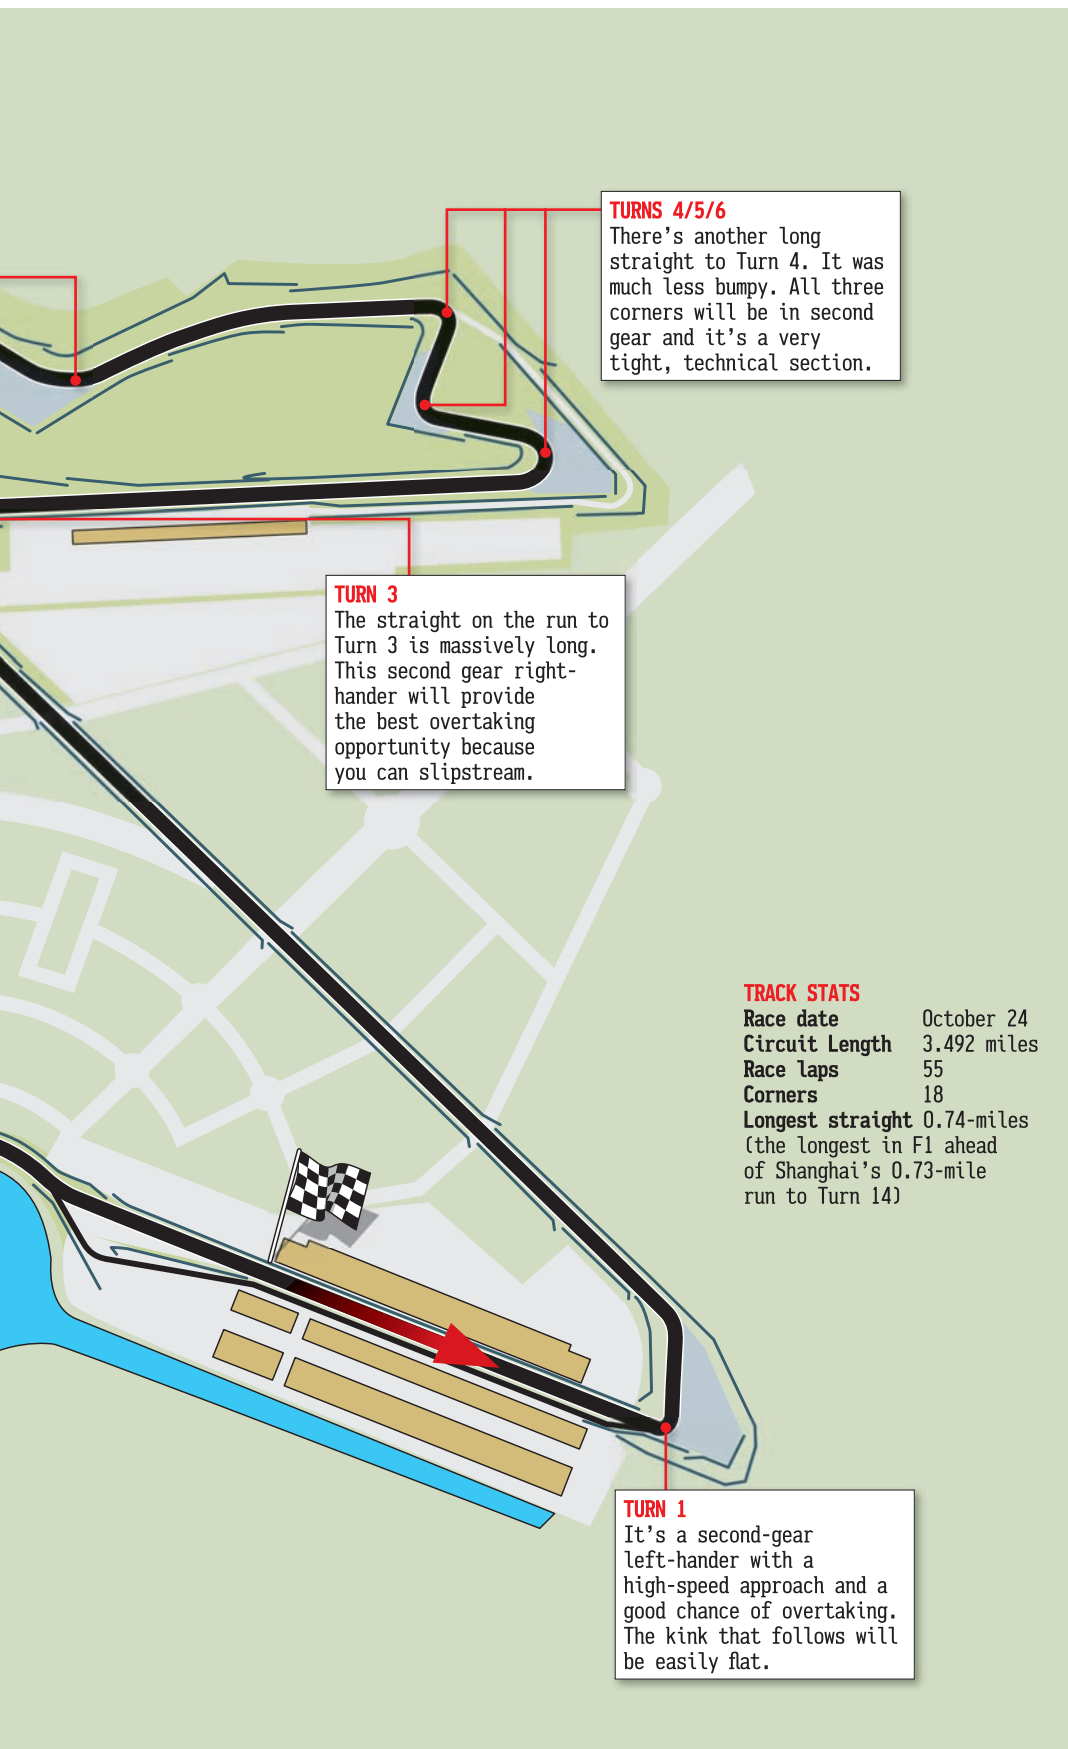 TURNS 4/5/6
There's another long
straight to Turn 4. It was
much less bumpy. All three
corners will be in second
gear and it's a very
tight, technical section.
TURN 3
The straight on the run to
Turn 3 is massively long.
This second gear right-
hander will provide
the best overtaking
opportunity because
you can slipstream.
TRACK STATS
Race date October 24
Circuit Length 3.492 miles
Race laps 55
Corners 18
Longest straight 0.74-miles
(the longest in F1 ahead
of Shanghai's 0.73-mile
run to Turn 14)
TURN 1
It's a second-gear
left-hander with a
high-speed approach and a
good chance of overtaking.
The kink that follows will
be easily flat.